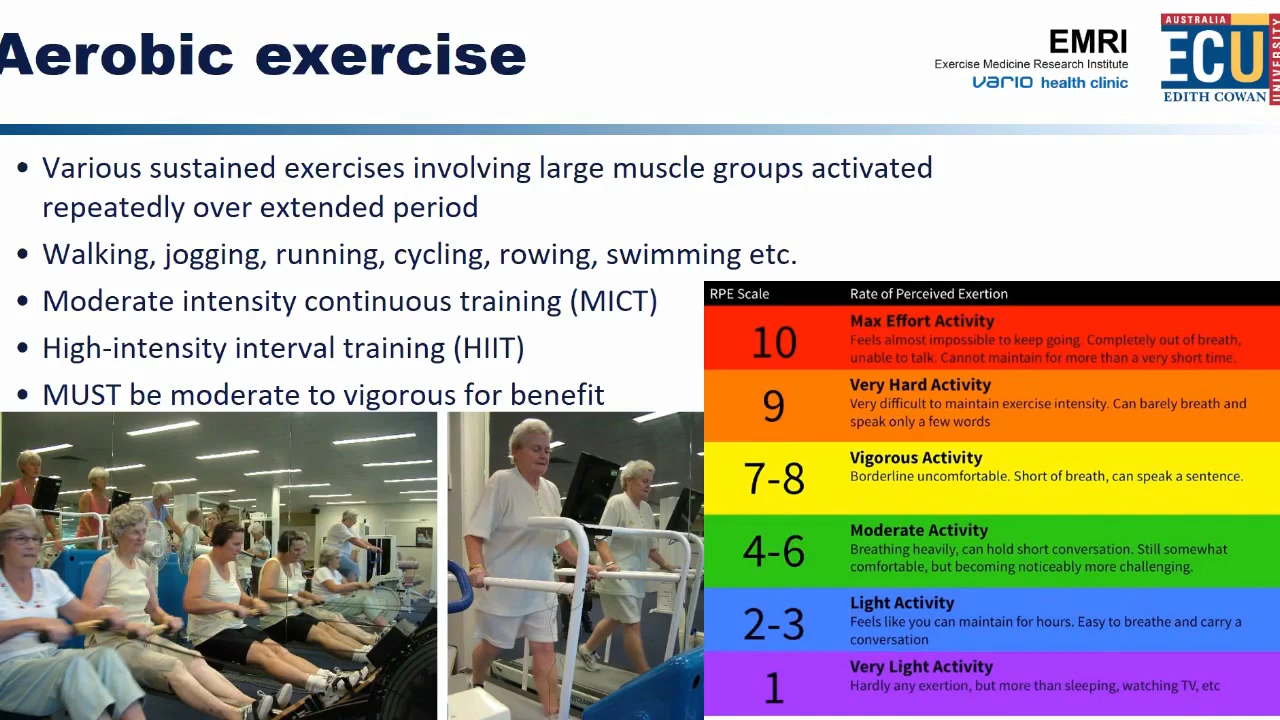 Aerobic exercise
EMRI
Exercise Medicine Research Institute
vario health clinic
AUSTRALIA
ECU
EDITH COWAN
UNIVERSITY
• Various sustained exercises involving large muscle groups activated
repeatedly over extended period
• Walking, jogging, running, cycling, rowing, swimming etc.
• Moderate intensity continuous training (MICT)
• High-intensity interval training (HIIT)
• MUST be moderate to vigorous for benefit
RPE Scale Rate of Perceived Exertion
10 Max Effort Activity
Feels almost impossible to keep going. Completely out of breath,
unable to talk. Cannot maintain for more than a very short time.
9 Very Hard Activity
Very difficult to maintain exercise intensity. Can barely breath and
speak only a few words
7-8 Vigorous Activity
Borderline uncomfortable. Short of breath, can speak a sentence.
4-6 Moderate Activity
Breathing heavily, can hold short conversation. Still somewhat
comfortable, but becoming noticeably more challenging.
2-3 Light Activity
Feels like you can maintain for hours. Easy to breathe and carry a
conversation
1 Very Light Activity
Hardly any exertion, but more than sleeping, watching TV, etc